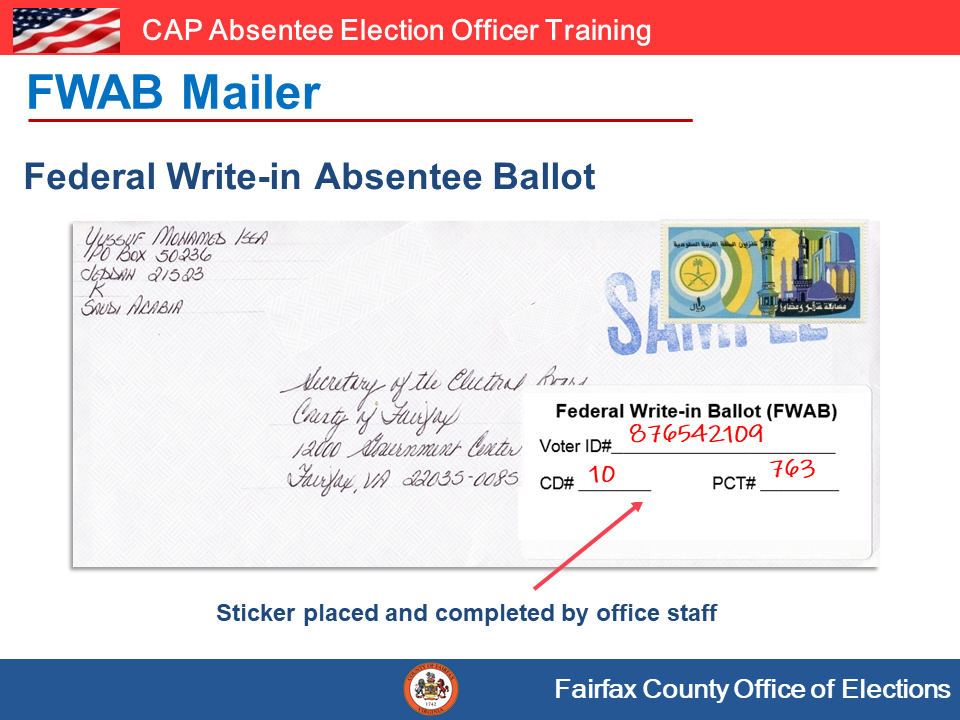 CAP Absentee Election Officer Training
FWAB Mailer
Federal Write-in Absentee Ballot
Yussuf Mohamed Issa
PO Box 50236
Jeddah 21523
K
Saudi Arabia
SAMPLE
Secretary of the Electoral Board
County of Fairfax
12000 Government Center
Fairfax, VA 22035-0085
Federal Write-in Ballot (FWAB)
Voter ID# 876542109
CD# 10 PCT# 763
Sticker placed and completed by office staff
COUNTY OF FAIRFAX
VIRGINIA
1742
Fairfax County Office of Elections